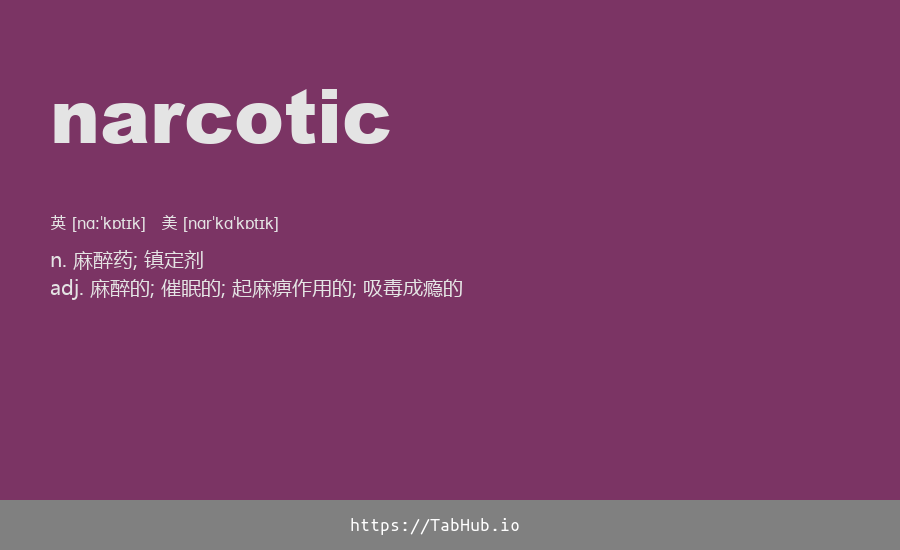 narcotic
英 [nɑːˈkɒtɪk] 美 [nɑrˈkɑˈkɒtɪk]
n. 麻醉药; 镇定剂
adj. 麻醉的; 催眠的; 起麻痹作用的; 吸毒成瘾的
https://TabHub.io